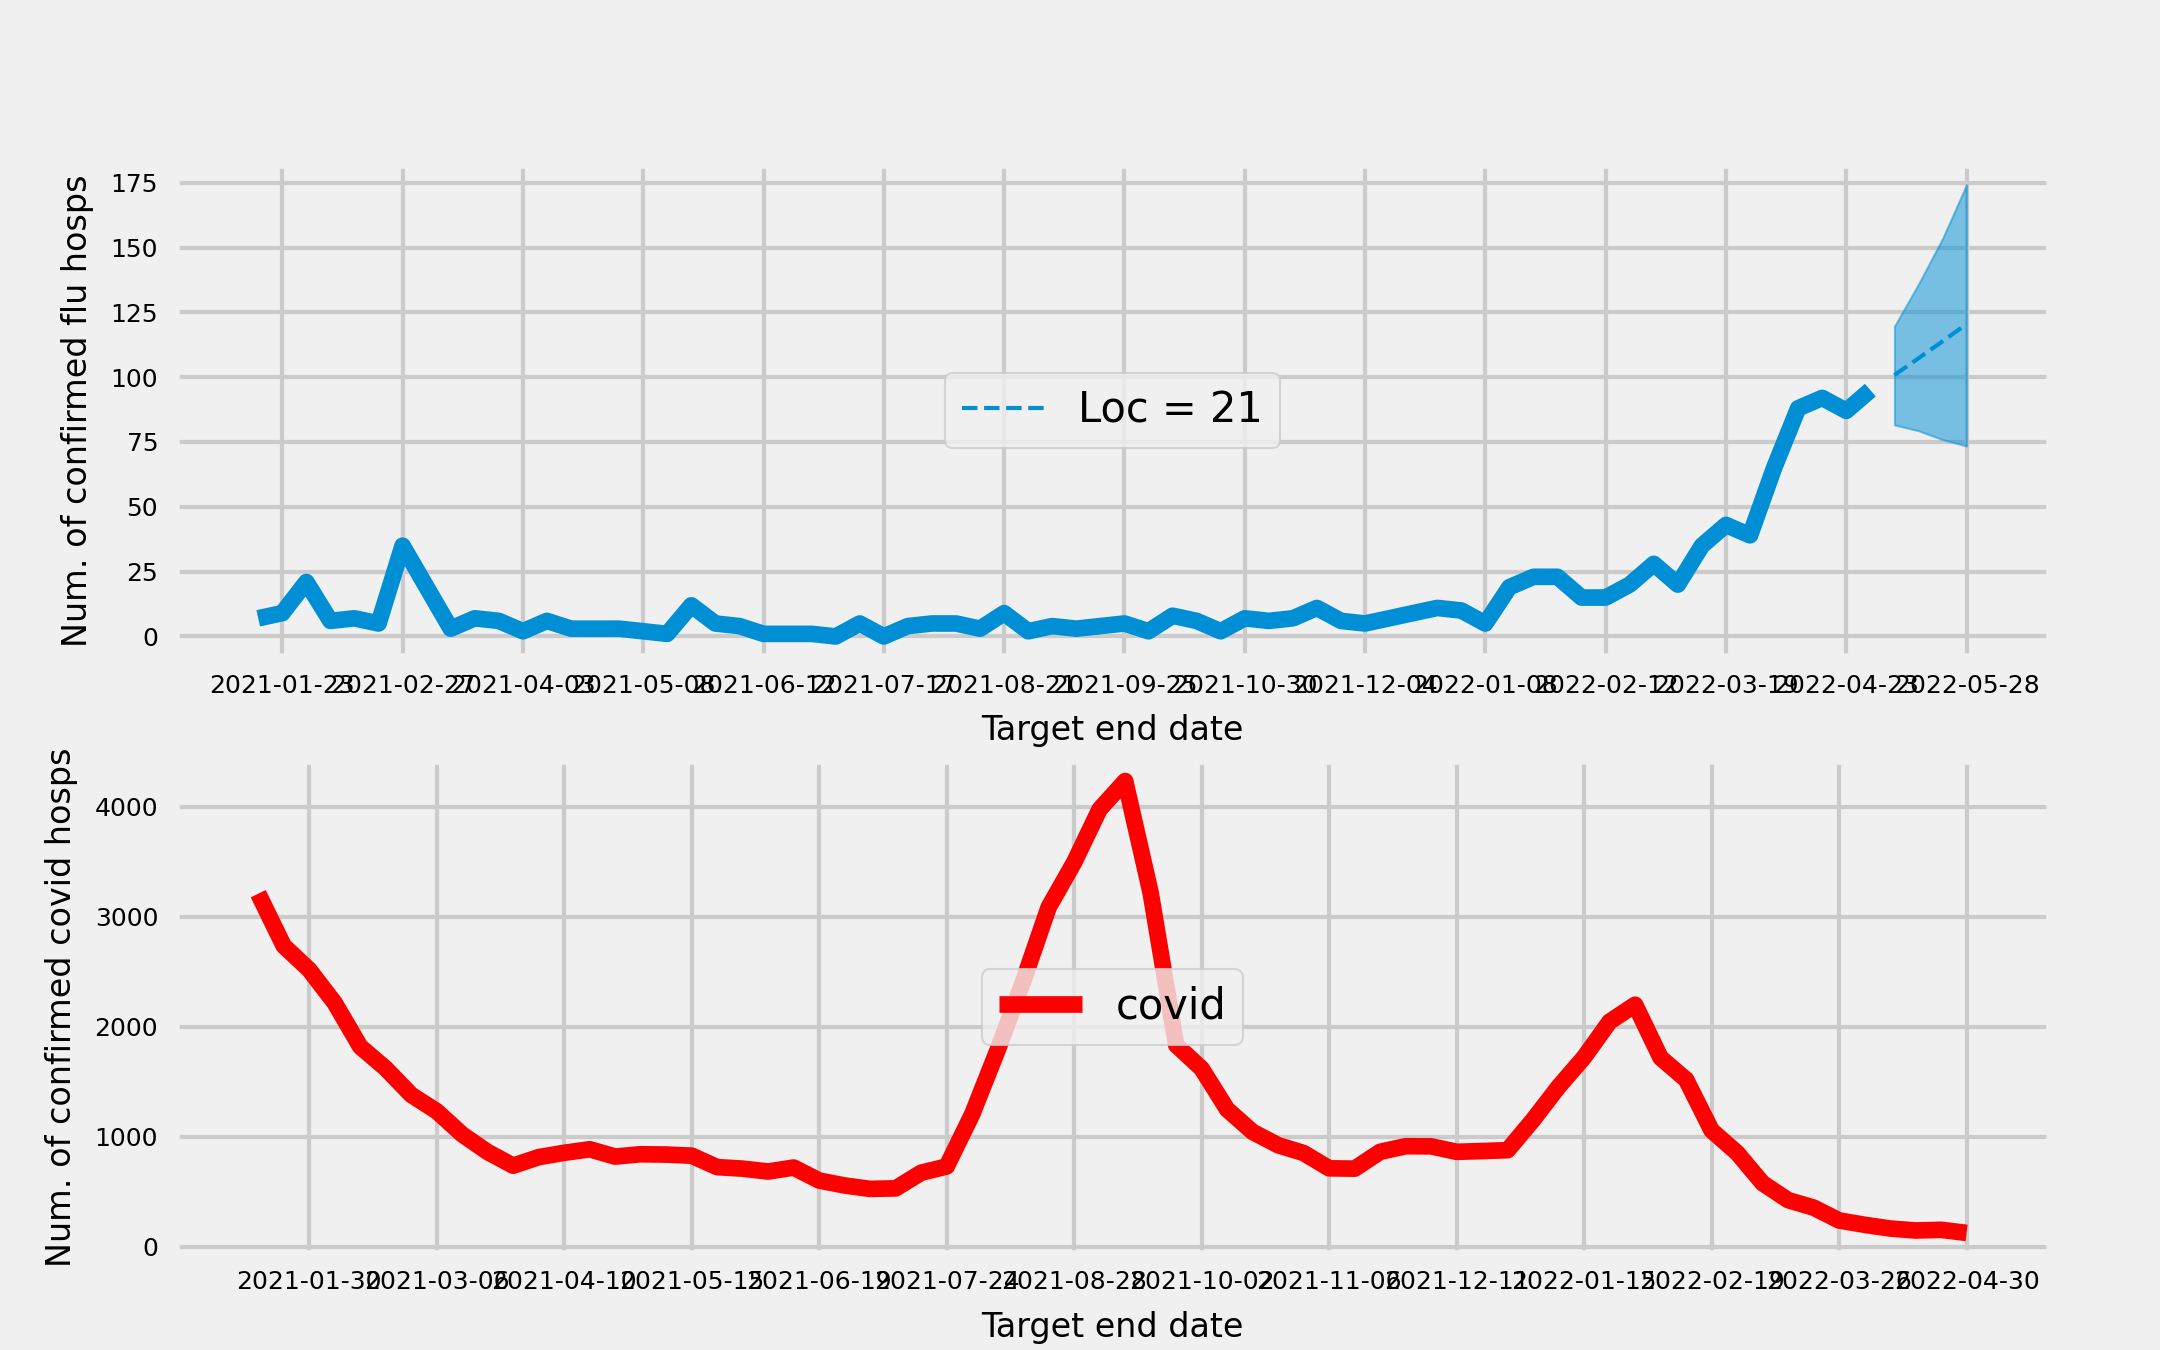 Num. of confirmed flu hosps
175
150
125
100
75
50
25
0
Loc = 21
2021-01-23 2021-02-27 2021-04-03 2021-05-08 2021-06-12 2021-07-17 2021-08-21 2021-09-25 2021-10-30 2021-12-04 2022-01-08 2022-02-12 2022-03-19 2022-04-23 2022-05-28
Target end date
Num. of confirmed covid hosps
4000
3000
2000
1000
0
covid
2021-01-30 2021-03-06 2021-04-10 2021-05-15 2021-06-19 2021-07-24 2021-08-28 2021-10-02 2021-11-06 2021-12-11 2022-01-15 2022-02-19 2022-03-26 2022-04-30
Target end date